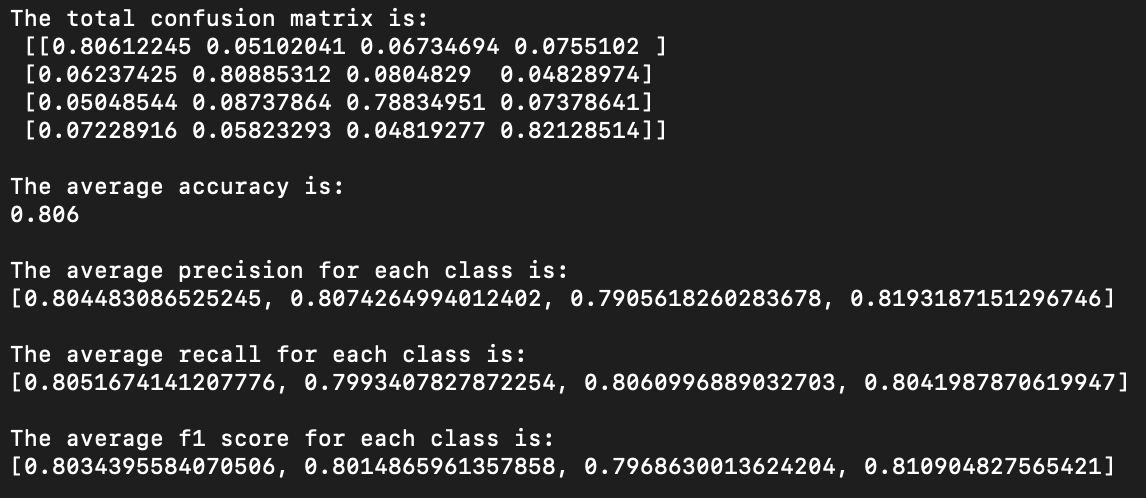 The total confusion matrix is:
[[0.80612245 0.05102041 0.06734694 0.0755102 ]
[0.06237425 0.80885312 0.0804829  0.04828974]
[0.05048544 0.08737864 0.78834951 0.07378641]
[0.07228916 0.05823293 0.04819277 0.82128514]]
The average accuracy is:
0.806
The average precision for each class is:
[0.804483086525245, 0.8074264994012402, 0.7905618260283678, 0.8193187151296746]
The average recall for each class is:
[0.8051674141207776, 0.7993407827872254, 0.8060996889032703, 0.8041987870619947]
The average f1 score for each class is:
[0.8034395584070506, 0.8014865961357858, 0.7968630013624204, 0.810904827565421]